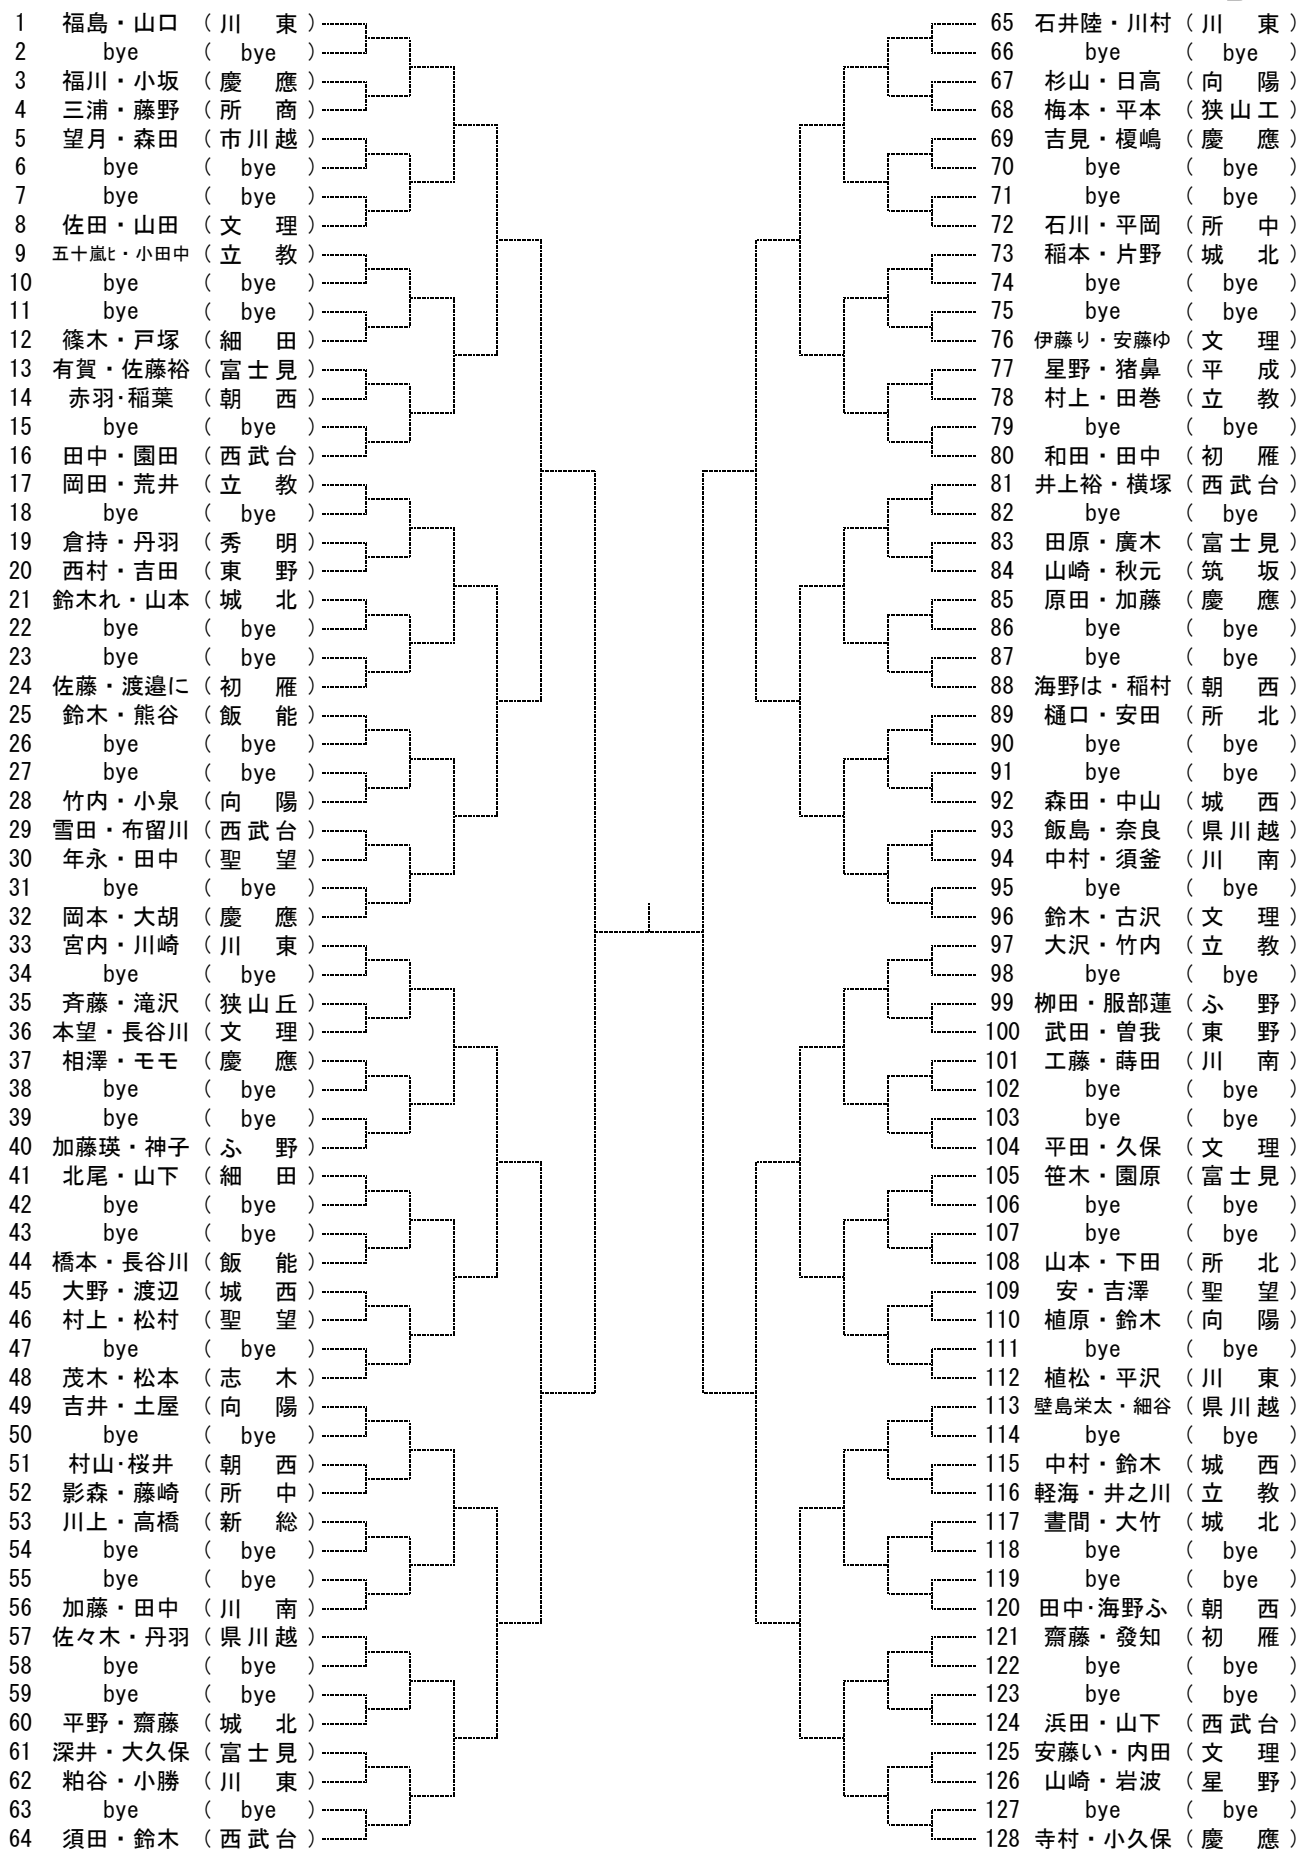 1 福島・山口 (川 東)
2 bye ( bye )
3 福川・小坂 (慶 應)
4 三浦・藤野 (所 商)
5 望月・森田 (市川越)
6 bye ( bye )
7 bye ( bye )
8 佐田・山田 (文 理)
9 五十嵐ヒ・小田中 (立 教)
10 bye ( bye )
11 bye ( bye )
12 篠木・戸塚 (細 田)
13 有賀・佐藤裕 (富士見)
14 赤羽・稲葉 (朝 西)
15 bye ( bye )
16 田中・園田 (西武台)
17 岡田・荒井 (立 教)
18 bye ( bye )
19 倉持・丹羽 (秀 明)
20 西村・吉田 (東 野)
21 鈴木れ・山本 (城 北)
22 bye ( bye )
23 bye ( bye )
24 佐藤・渡邉に (初 雁)
25 鈴木・熊谷 (飯 能)
26 bye ( bye )
27 bye ( bye )
28 竹内・小泉 (向 陽)
29 雪田・布留川 (西武台)
30 年永・田中 (聖 望)
31 bye ( bye )
32 岡本・大胡 (慶 應)
33 宮内・川崎 (川 東)
34 bye ( bye )
35 斉藤・滝沢 (狭山丘)
36 本望・長谷川 (文 理)
37 相澤・モモ (慶 應)
38 bye ( bye )
39 bye ( bye )
40 加藤瑛・神子 (ふ 野)
41 北尾・山下 (細 田)
42 bye ( bye )
43 bye ( bye )
44 橋本・長谷川 (飯 能)
45 大野・渡辺 (城 西)
46 村上・松村 (聖 望)
47 bye ( bye )
48 茂木・松本 (志 木)
49 吉井・土屋 (向 陽)
50 bye ( bye )
51 村山・桜井 (朝 西)
52 影森・藤崎 (所 中)
53 川上・高橋 (新 総)
54 bye ( bye )
55 bye ( bye )
56 加藤・田中 (川 南)
57 佐々木・丹羽 (県川越)
58 bye ( bye )
59 bye ( bye )
60 平野・齋藤 (城 北)
61 深井・大久保 (富士見)
62 粕谷・小勝 (川 東)
63 bye ( bye )
64 須田・鈴木 (西武台)
65 石井陸・川村 (川 東)
66 bye ( bye )
67 杉山・日高 (向 陽)
68 梅本・平本 (狭山工)
69 吉見・榎嶋 (慶 應)
70 bye ( bye )
71 bye ( bye )
72 石川・平岡 (所 中)
73 稲本・片野 (城 北)
74 bye ( bye )
75 bye ( bye )
76 伊藤り・安藤ゆ (文 理)
77 星野・猪鼻 (平 成)
78 村上・田巻 (立 教)
79 bye ( bye )
80 和田・田中 (初 雁)
81 井上裕・横塚 (西武台)
82 bye ( bye )
83 田原・廣木 (富士見)
84 山崎・秋元 (筑 坂)
85 原田・加藤 (慶 應)
86 bye ( bye )
87 bye ( bye )
88 海野は・稲村 (朝 西)
89 樋口・安田 (所 北)
90 bye ( bye )
91 bye ( bye )
92 森田・中山 (城 西)
93 飯島・奈良 (県川越)
94 中村・須釜 (川 南)
95 bye ( bye )
96 鈴木・古沢 (文 理)
97 大沢・竹内 (立 教)
98 bye ( bye )
99 栁田・服部蓮 (ふ 野)
100 武田・曽我 (東 野)
101 工藤・蒔田 (川 南)
102 bye ( bye )
103 bye ( bye )
104 平田・久保 (文 理)
105 笹木・園原 (富士見)
106 bye ( bye )
107 bye ( bye )
108 山本・下田 (所 北)
109 安・吉澤 (聖 望)
110 植原・鈴木 (向 陽)
111 bye ( bye )
112 植松・平沢 (川 東)
113 壁島栄太・細谷 (県川越)
114 bye ( bye )
115 中村・鈴木 (城 西)
116 軽海・井之川 (立 教)
117 晝間・大竹 (城 北)
118 bye ( bye )
119 bye ( bye )
120 田中・海野ふ (朝 西)
121 齋藤・發知 (初 雁)
122 bye ( bye )
123 bye ( bye )
124 浜田・山下 (西武台)
125 安藤い・内田 (文 理)
126 山崎・岩波 (星 野)
127 bye ( bye )
128 寺村・小久保 (慶 應)